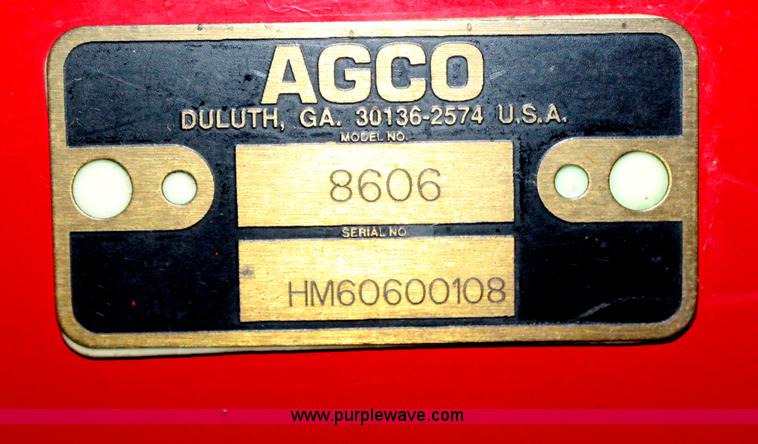 AGCO
DULUTH, GA. 30136-2574 U.S.A.
MODEL NO.
8606
SERIAL NO
HM60600108
www.purplewave.com